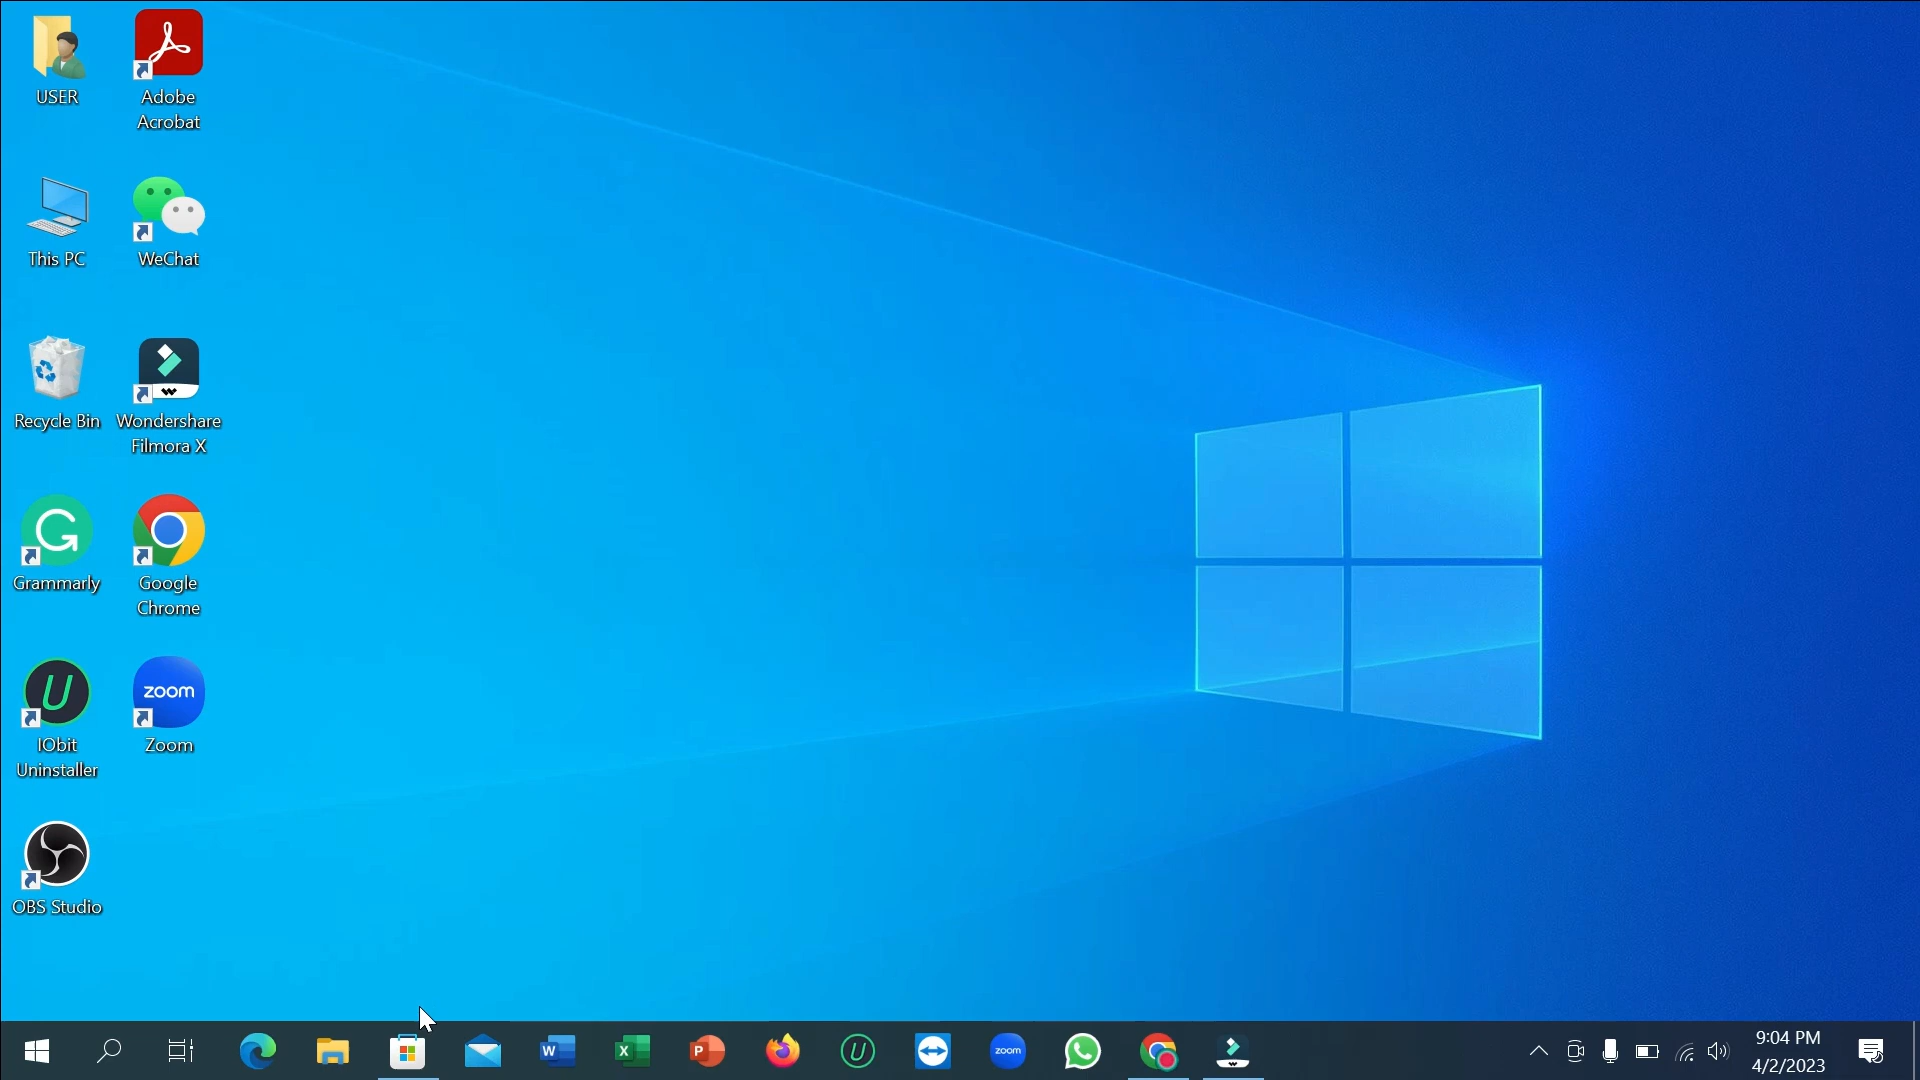 USER
Adobe
Acrobat
This PC
WeChat
Recycle Bin
Wondershare
Filmora X
Grammarly
Google
Chrome
IObit
Uninstaller
zoom
Zoom
OBS Studio
W
X
P
zoom
9:04 PM
4/2/2023